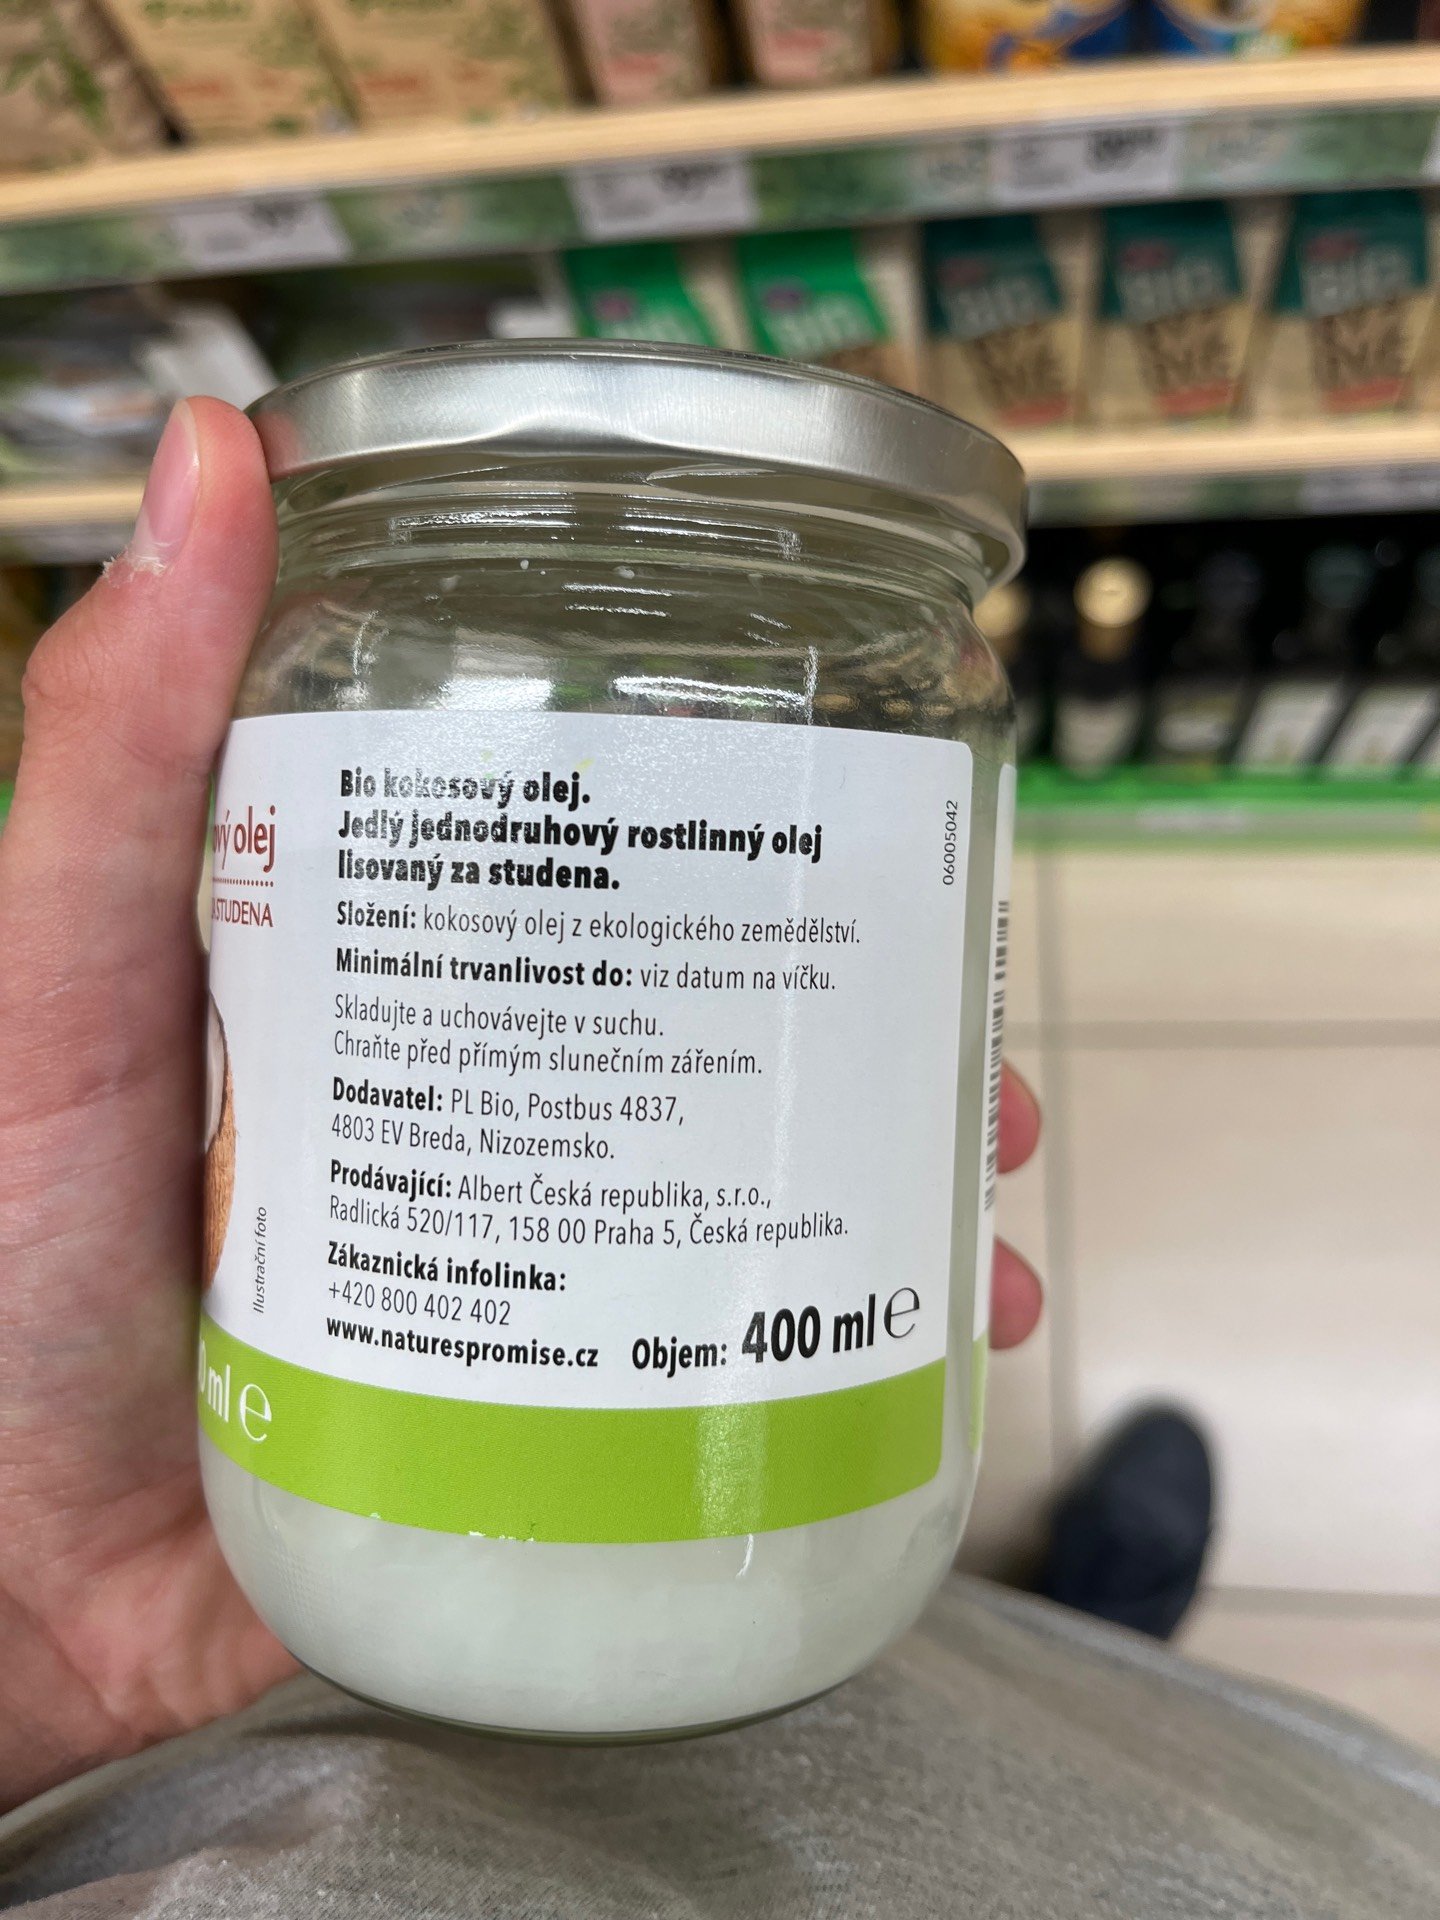 Bio kokosový olej.
Jedlý jednodruhový rostlinný olej
lisovaný za studena.
Složení: kokosový olej z ekologického zemědělství.
Minimální trvanlivost do: viz datum na víčku.
Skladujte a uchovávejte v suchu.
Chraňte před přímým slunečním zářením.
Dodavatel: PL Bio, Postbus 4837,
4803 EV Breda, Nizozemsko.
Prodávající: Albert Česká republika, s.r.o.,
Radlická 520/117, 158 00 Praha 5, Česká republika.
Zákaznická infolinka:
+420 800 402 402
www.naturespromise.cz
Objem: 400 ml e
06005042
olej
STUDENA
Ilustrační foto
ml e
BIO
BIO
BIO